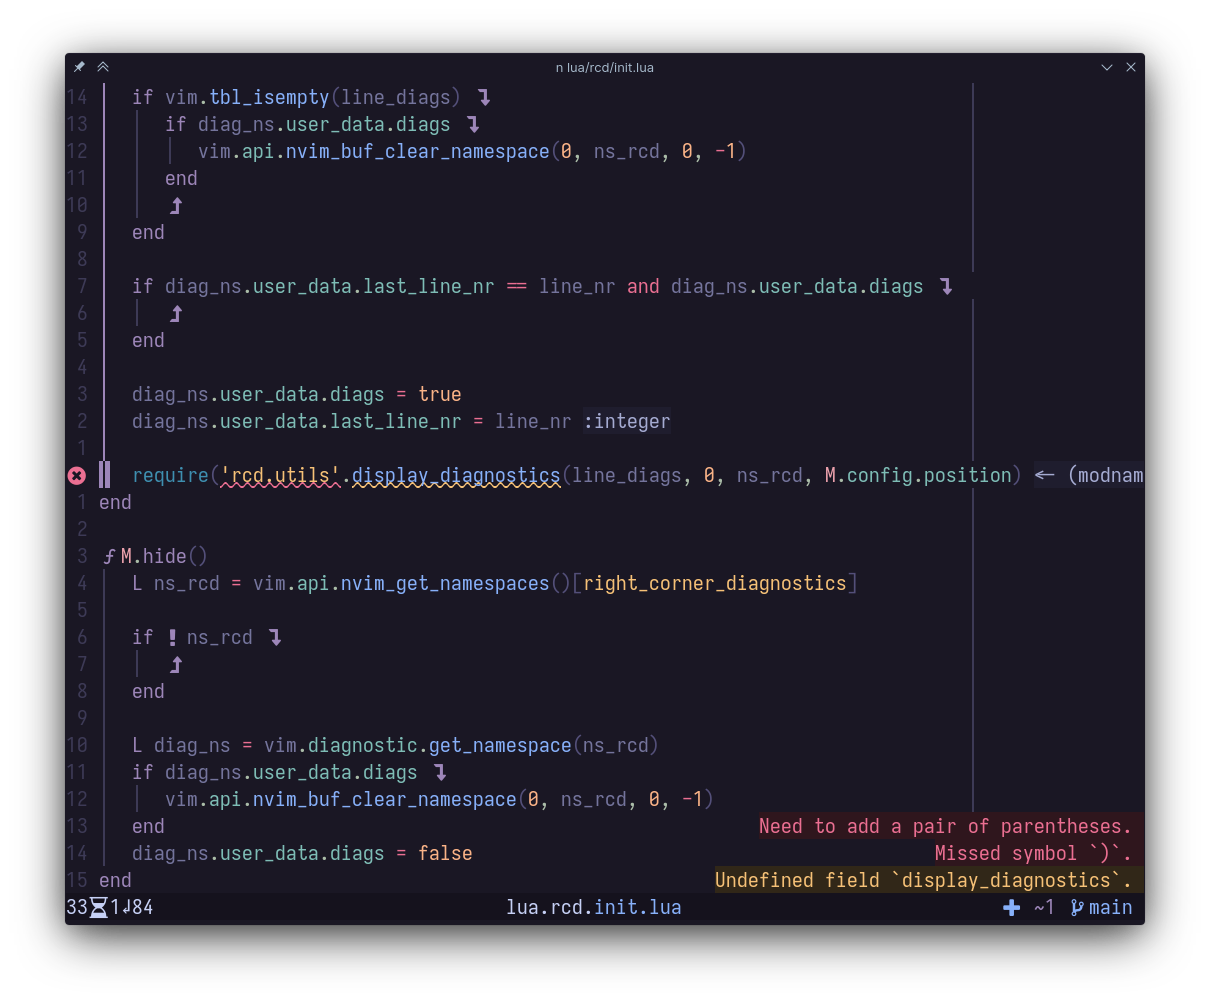 n lua/rcd/init.lua
14 if vim.tbl_isempty(line_diags)
13 if diag_ns.user_data.diags
12 vim.api.nvim_buf_clear_namespace(0, ns_rcd, 0, -1)
11 end
10
9 end
8
7 if diag_ns.user_data.last_line_nr == line_nr and diag_ns.user_data.diags
6
5 end
4
3 diag_ns.user_data.diags = true
2 diag_ns.user_data.last_line_nr = line_nr :integer
1
require('rcd.utils'.display_diagnostics(line_diags, 0, ns_rcd, M.config.position) ← (modnam
1 end
2
3 ƒ M.hide()
4 L ns_rcd = vim.api.nvim_get_namespaces()[right_corner_diagnostics]
5
6 if ! ns_rcd
7
8 end
9
10 L diag_ns = vim.diagnostic.get_namespace(ns_rcd)
11 if diag_ns.user_data.diags
12 vim.api.nvim_buf_clear_namespace(0, ns_rcd, 0, -1)
13 end Need to add a pair of parentheses.
14 diag_ns.user_data.diags = false Missed symbol `)`.
15 end Undefined field `display_diagnostics`.
33 1 84 lua.rcd.init.lua + ~1 main